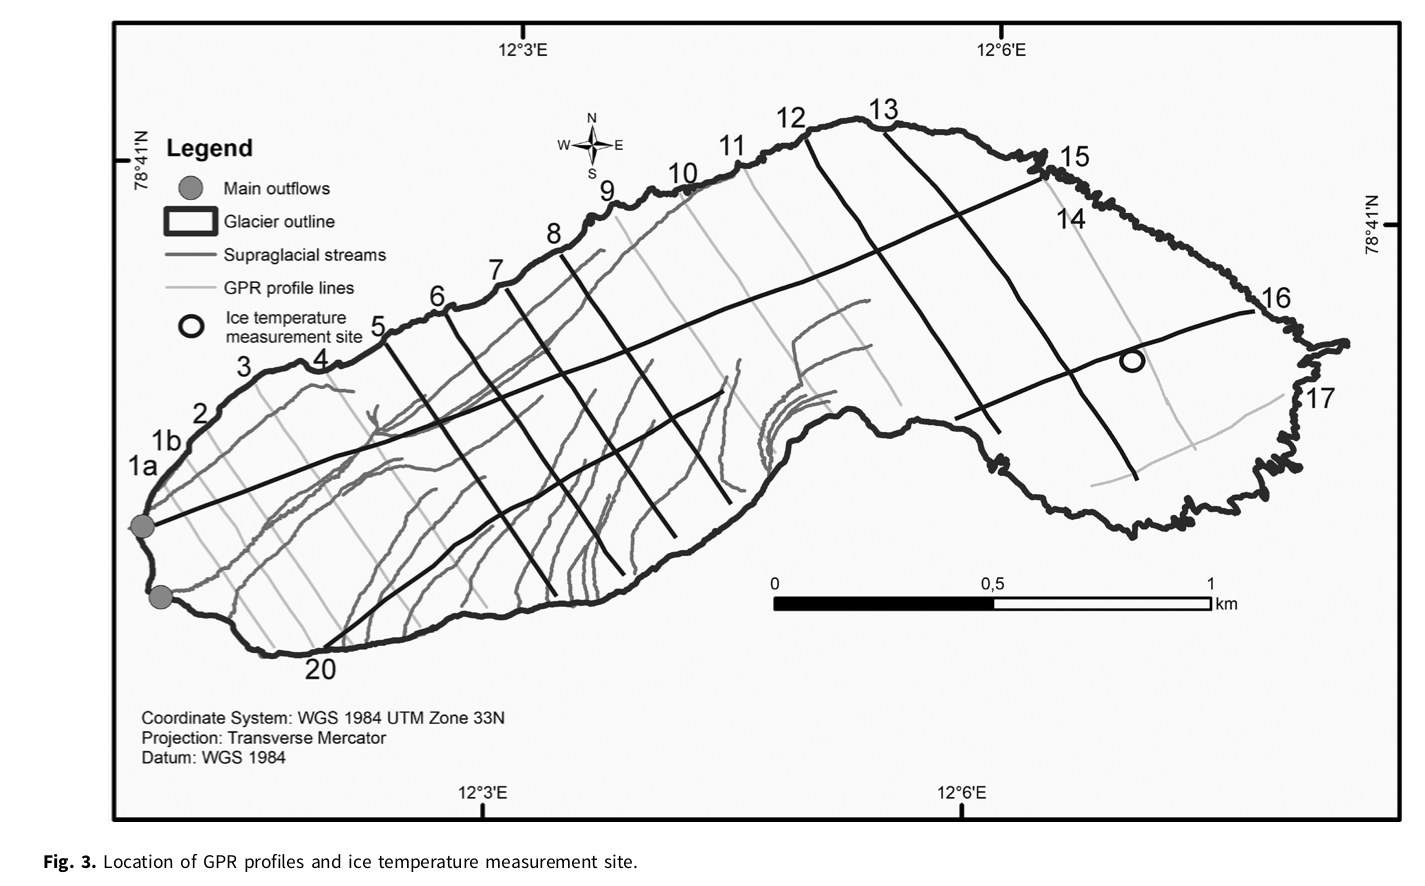 12°3'E
12°6'E
78°41'N
78°41'N
N
W
E
S
Legend
Main outflows
Glacier outline
Supraglacial streams
GPR profile lines
Ice temperature
measurement site
1a
1b
2
3
4
5
6
7
8
9
10
11
12
13
15
14
16
17
20
0
0,5
1
km
Coordinate System: WGS 1984 UTM Zone 33N
Projection: Transverse Mercator
Datum: WGS 1984
12°3'E
12°6'E
Fig. 3. Location of GPR profiles and ice temperature measurement site.